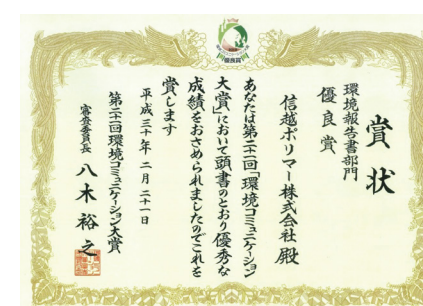 賞状
環境報告書部門
優良賞
信越ポリマー株式会社 殿
あなたは第二十一回「環境コミュニケーション
大賞」において頭書のとおり優秀な
成績をおさめられましたのでこれを
賞します
平成三十年 二月 二十一日
第二十一回環境コミュニケーション大賞
審査委員長 八木裕之